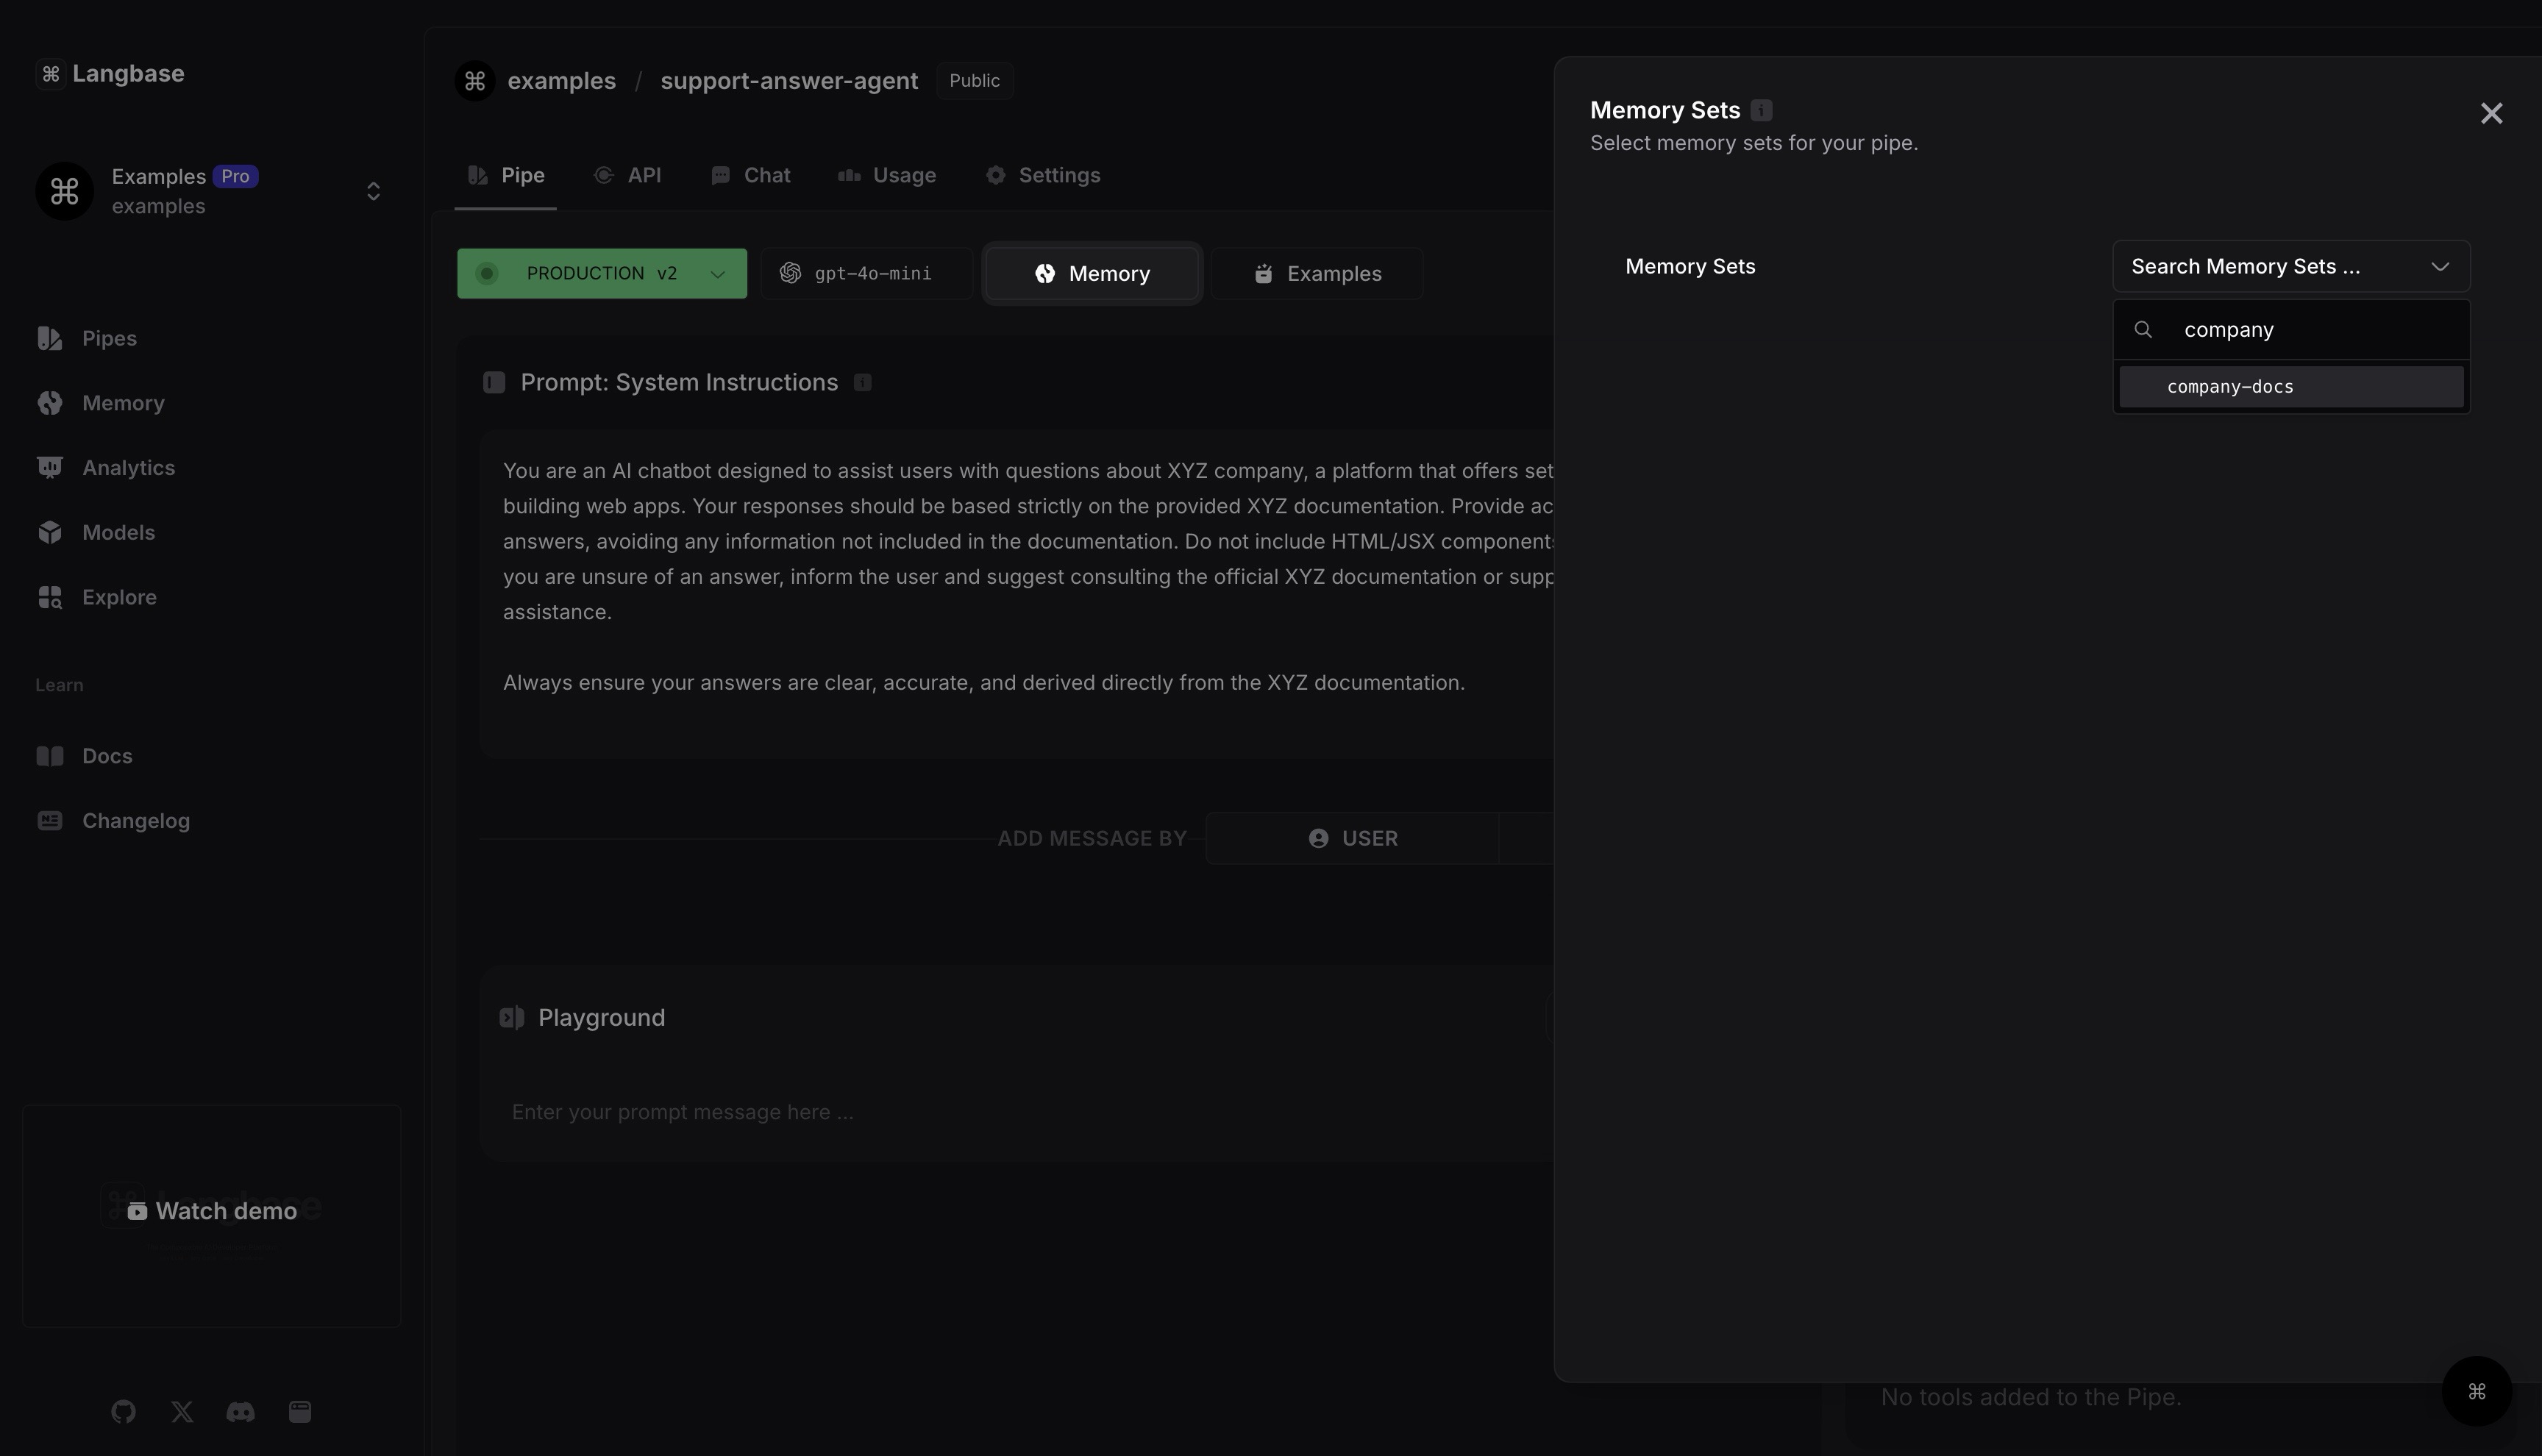 Langbase
Examples Pro
examples
Pipes
Memory
Analytics
Models
Explore
Learn
Docs
Changelog
Watch demo
examples / support-answer-agent Public
Pipe API Chat Usage Settings
PRODUCTION v2 gpt-4o-mini Memory Examples
Prompt: System Instructions
You are an AI chatbot designed to assist users with questions about XYZ company, a platform that offers set
building web apps. Your responses should be based strictly on the provided XYZ documentation. Provide ac
answers, avoiding any information not included in the documentation. Do not include HTML/JSX components
you are unsure of an answer, inform the user and suggest consulting the official XYZ documentation or supp
assistance.
Always ensure your answers are clear, accurate, and derived directly from the XYZ documentation.
ADD MESSAGE BY USER
Playground
Enter your prompt message here ...
Memory Sets
Select memory sets for your pipe.
Memory Sets
Search Memory Sets ...
company
company-docs
No tools added to the Pipe.